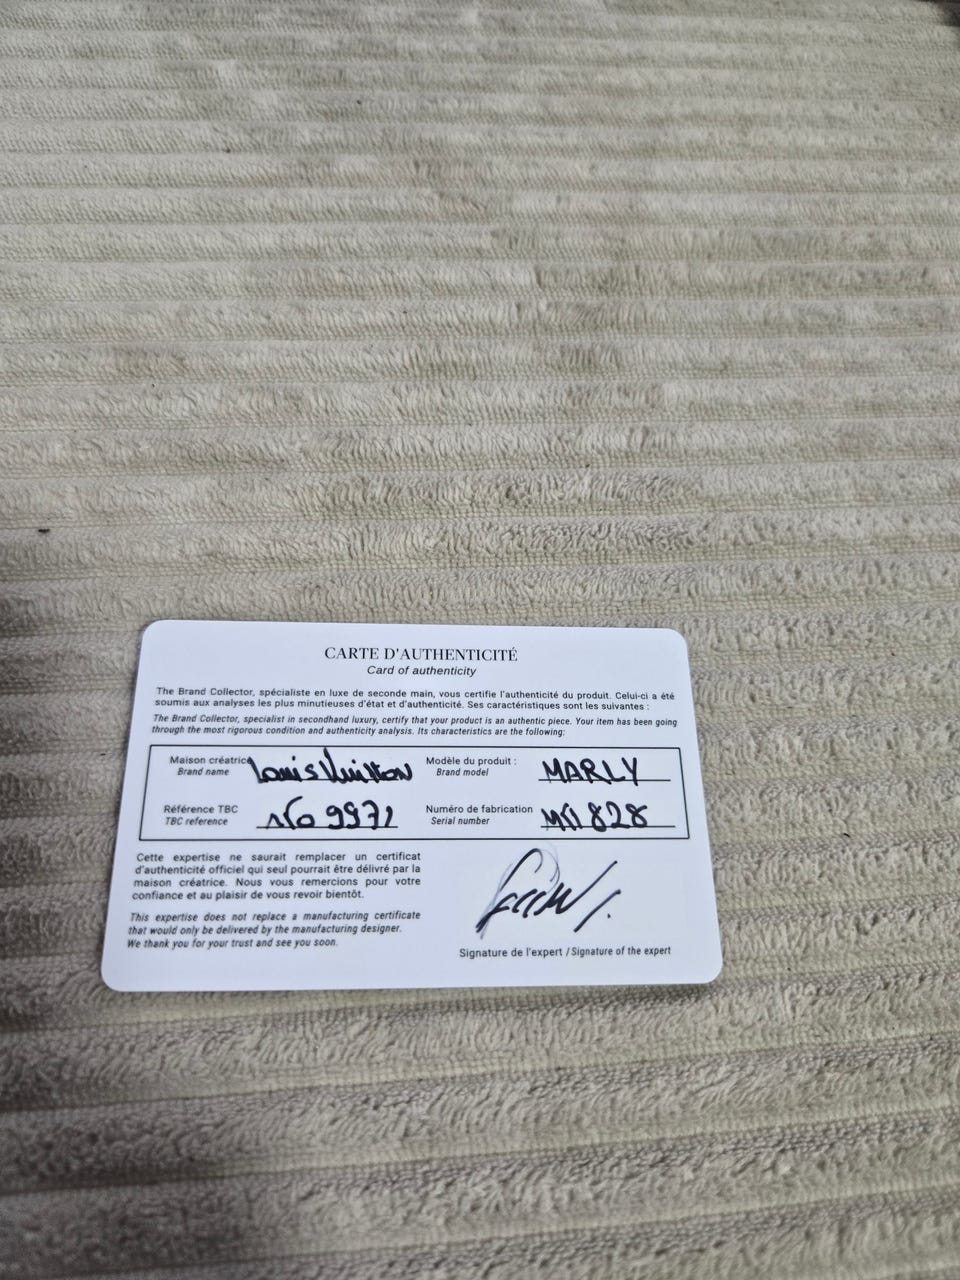 CARTE D'AUTHENTICITÉ
Card of authenticity
The Brand Collector, spécialiste en luxe de seconde main, vous certifie l'authenticité du produit. Celui-ci a été
soumis aux analyses les plus minutieuses d'état et d'authenticité. Ses caractéristiques sont les suivantes :
The Brand Collector, specialist in secondhand luxury, certify that your product is an authentic piece. Your item has been going
through the most rigorous condition and authenticity analysis. Its characteristics are the following:
Maison créatrice Louis Vuitton
Brand name
Modèle du produit : MARLY
Brand model
Référence TBC No 9971
TBC reference
Numéro de fabrication
Serial number
Cette expertise ne saurait remplacer un certificat
d'authenticité officiel qui seul pourrait être délivré par la
maison créatrice. Nous vous remercions pour votre
confiance et au plaisir de vous revoir bientôt.
This expertise does not replace a manufacturing certificate
that would only be delivered by the manufacturing designer.
We thank you for your trust and see you soon.
Signature de l'expert / Signature of the expert